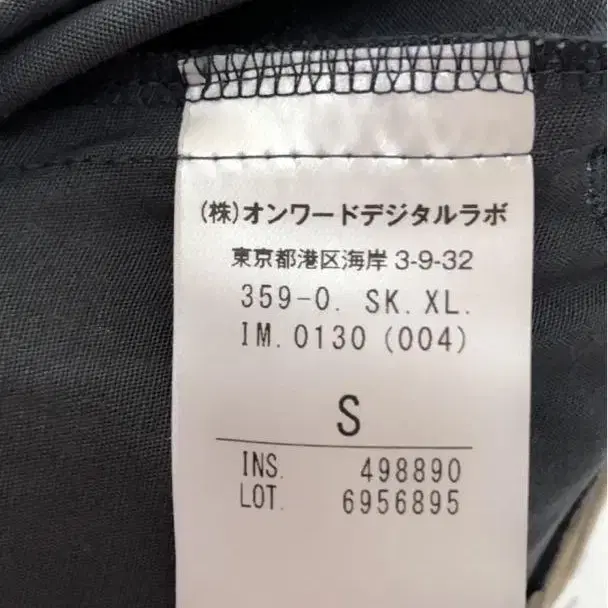 (株)オンワードデジタルラボ
東京都港区海岸 3-9-32
359-0. SK. XL.
IM. 0130 (004)
S
INS. 498890
LOT. 6956895